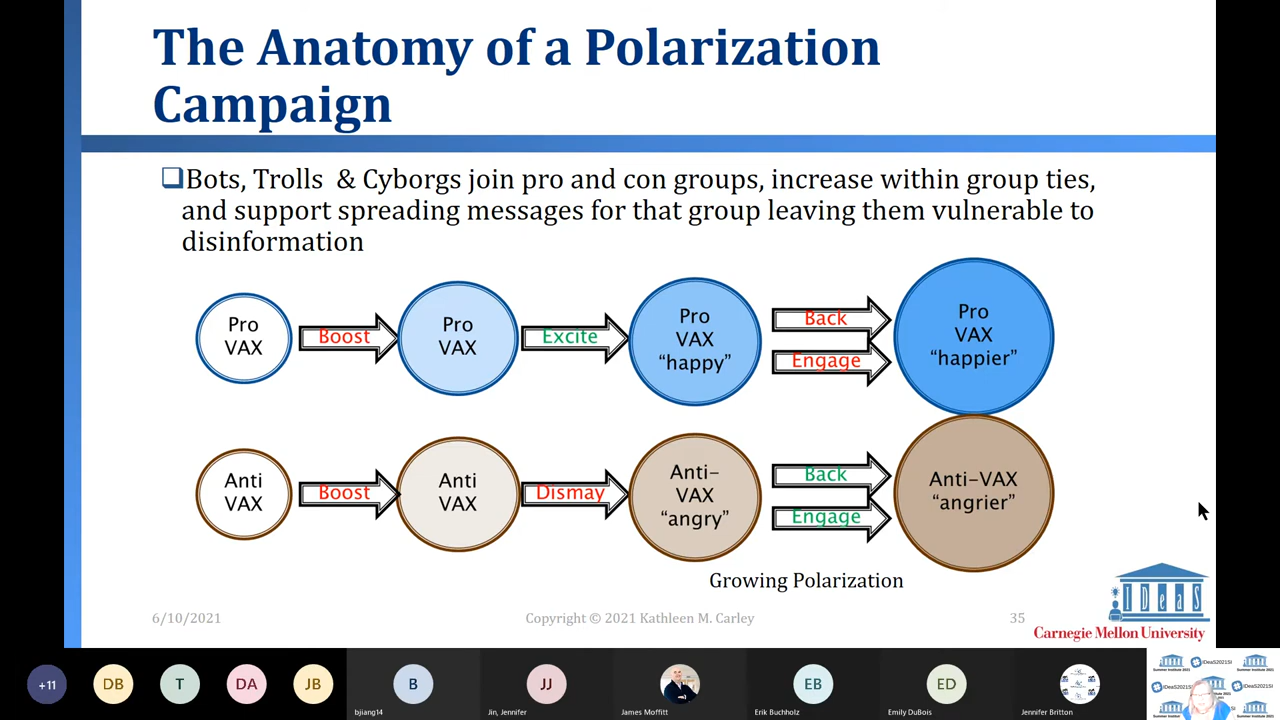 The Anatomy of a Polarization
Campaign
Bots, Trolls & Cyborgs join pro and con groups, increase within group ties,
and support spreading messages for that group leaving them vulnerable to
disinformation
Pro
VAX
Boost
Pro
VAX
Excite
Pro
VAX
“happy”
Back
Engage
Pro
VAX
“happier”
Anti
VAX
Boost
Anti
VAX
Dismay
Anti-
VAX
“angry”
Back
Engage
Anti-VAX
“angrier”
Growing Polarization
6/10/2021
Copyright © 2021 Kathleen M. Carley
35
IDeaS
Carnegie Mellon University
+11
DB
T
DA
JB
B
bjiang14
JJ
Jin, Jennifer
James Moffitt
EB
Erik Buchholz
ED
Emily DuBois
Jennifer Britton